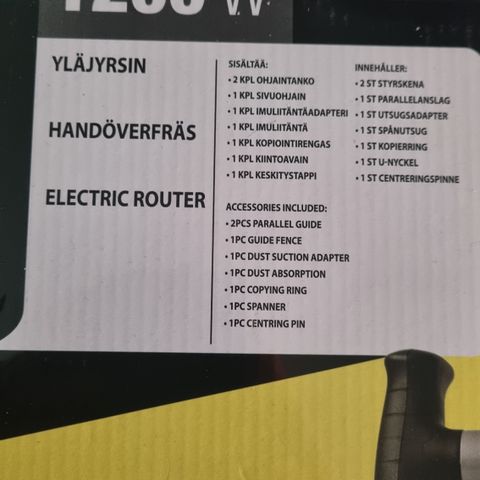 1200 W
YLÄJYRSIN
HANDÖVERFRÄS
ELECTRIC ROUTER
SISÄLTÄÄ:
• 2 KPL OHJAINTANKO
• 1 KPL SIVUOHJAIN
• 1 KPL IMULIITÄNTÄADAPTERI
• 1 KPL IMULIITÄNTÄ
• 1 KPL KOPIOINTIRENGAS
• 1 KPL KIINTOAVAIN
• 1 KPL KESKITYSTAPPI
INNEHÅLLER:
• 2 ST STYRSKENA
• 1 ST PARALLELANSLAG
• 1 ST UTSUGSADAPTER
• 1 ST SPÅNUTSUG
• 1 ST KOPIERRING
• 1 ST U-NYCKEL
• 1 ST CENTRERINGSPINNE
ACCESSORIES INCLUDED:
• 2PCS PARALLEL GUIDE
• 1PC GUIDE FENCE
• 1PC DUST SUCTION ADAPTER
• 1PC DUST ABSORPTION
• 1PC COPYING RING
• 1PC SPANNER
• 1PC CENTRING PIN